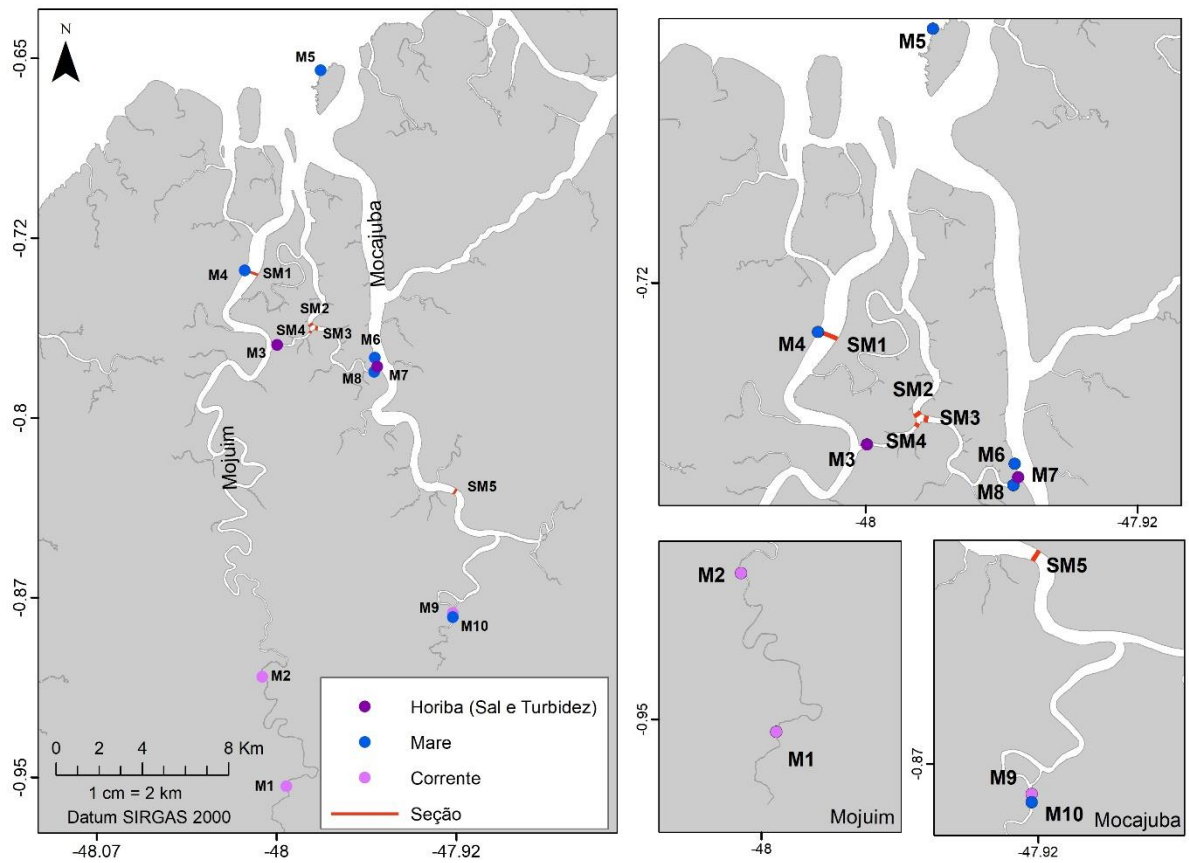 N
-0.65
-0.72
-0.8
-0.87
-0.95
M5
M4
SM1
SM2
SM4
SM3
M3
M6
M7
M8
Mocajuba
Mojuim
SM5
M9
M10
M2
M1
0 2 4 8 Km
1 cm = 2 km
Datum SIRGAS 2000
Horiba (Sal e Turbidez)
Mare
Corrente
Seção
-48.07
-48
-47.92
M5
-0.72
M4
SM1
SM2
SM3
SM4
M3
M6
M7
M8
-48
-47.92
M2
-0.95
M1
Mojuim
-48
SM5
-0.87
M9
M10
Mocajuba
-47.92